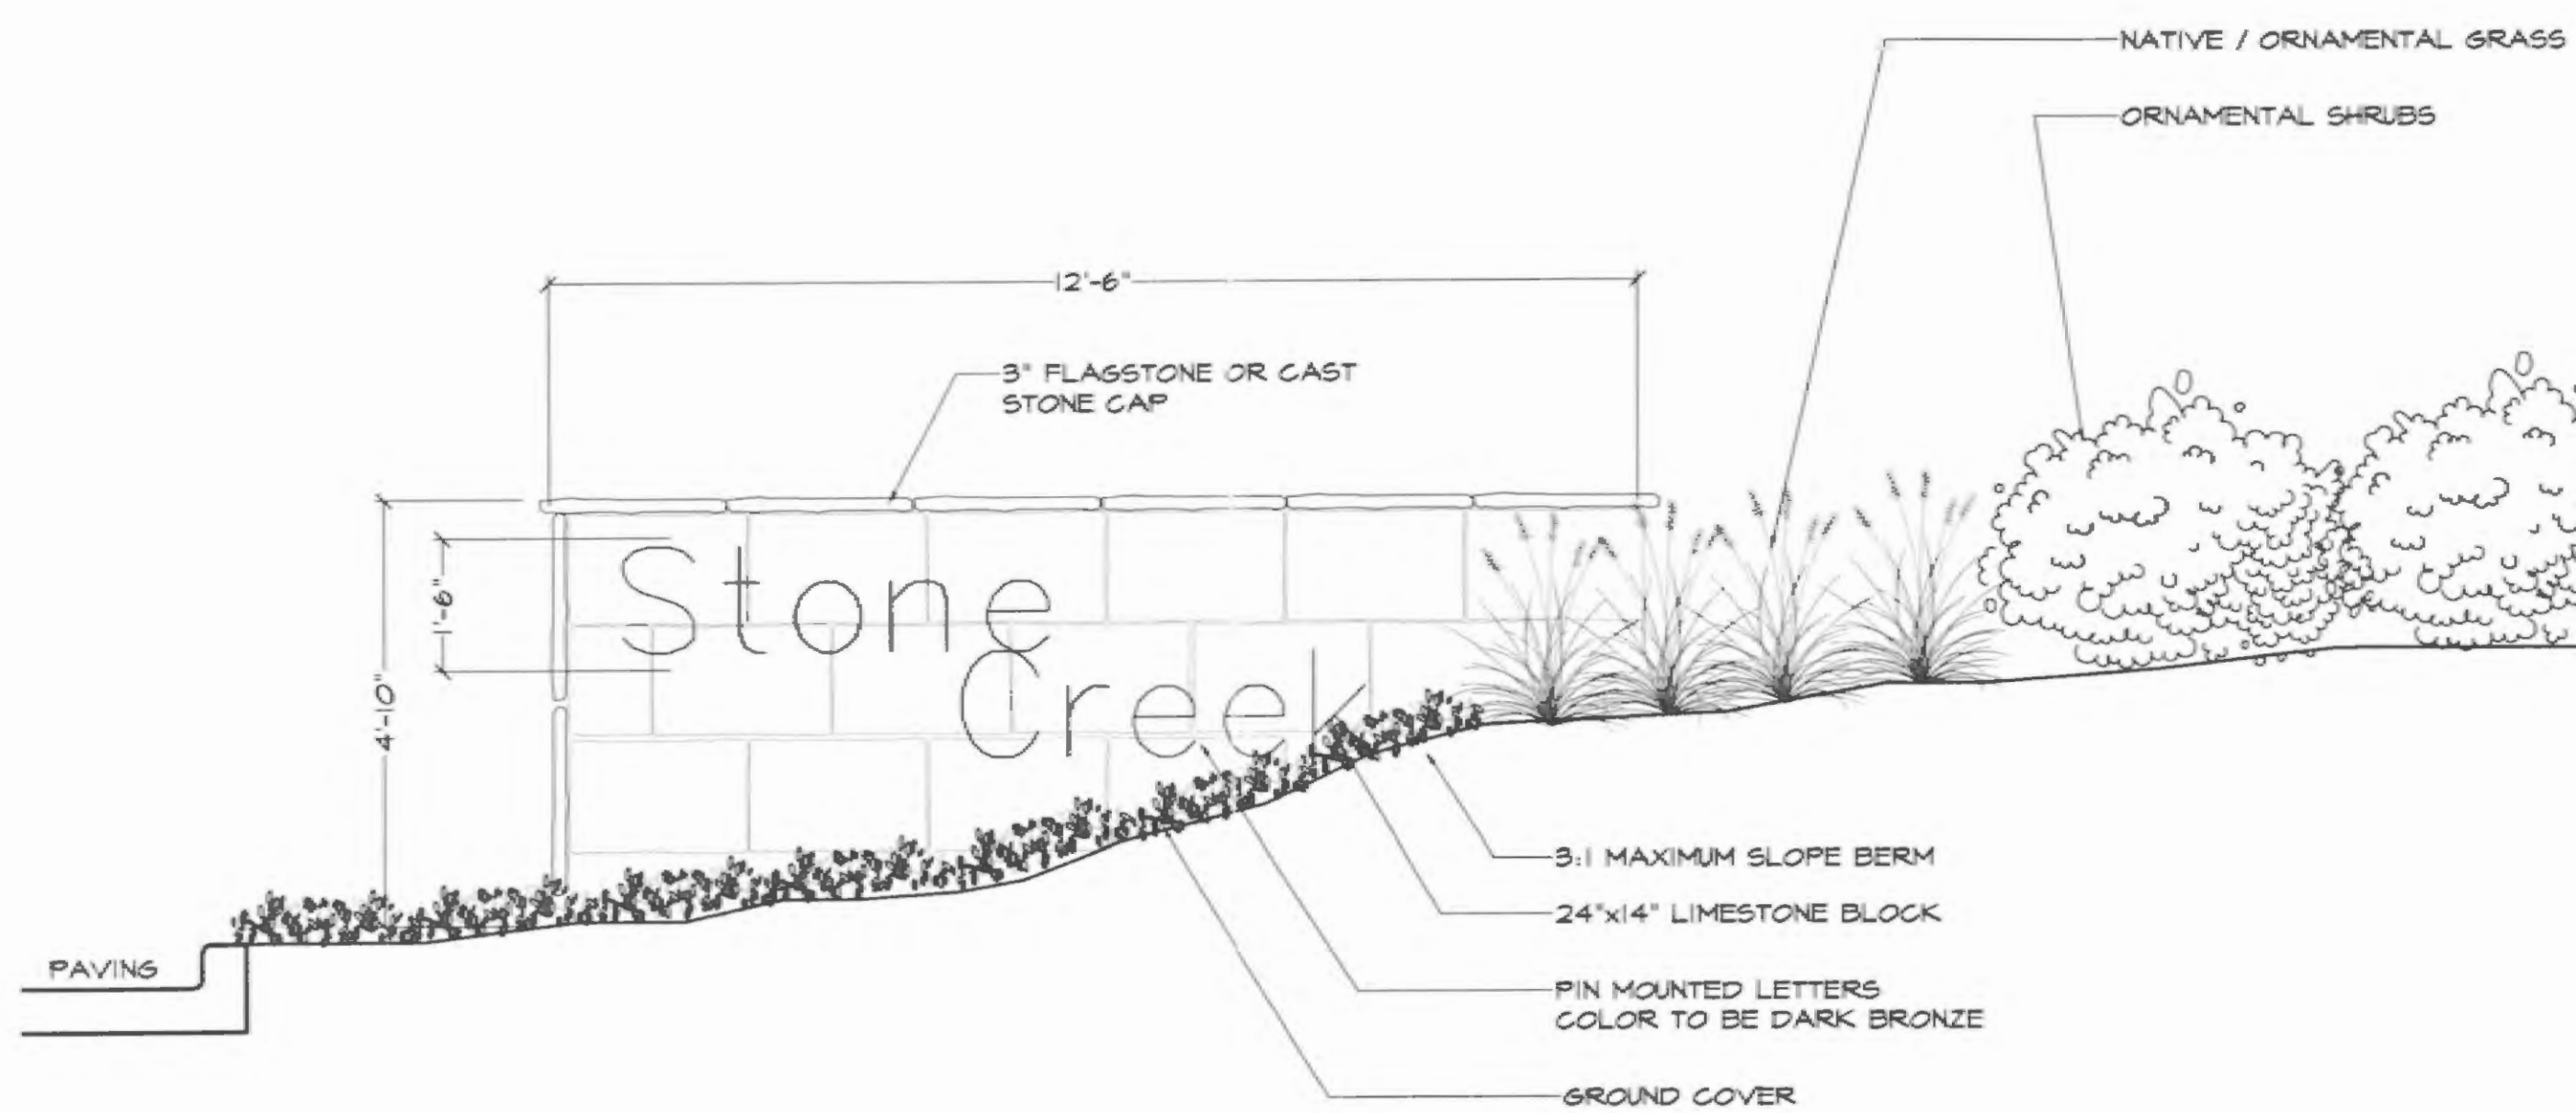 NATIVE / ORNAMENTAL GRASS
ORNAMENTAL SHRUBS
12'-6"
3" FLAGSTONE OR CAST
STONE CAP
1'-6"
4'-10"
Stone
Creek
3:1 MAXIMUM SLOPE BERM
24"x14" LIMESTONE BLOCK
PAVING
PIN MOUNTED LETTERS
COLOR TO BE DARK BRONZE
GROUND COVER